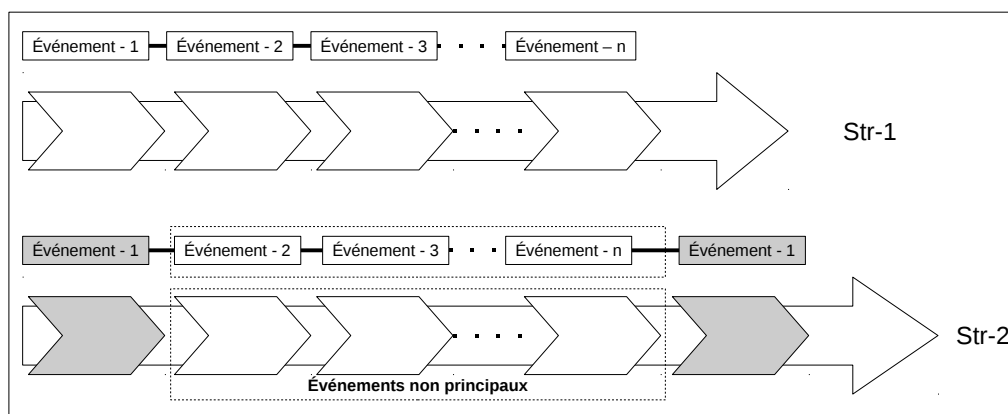 Événement - 1 Événement - 2 Événement - 3 . . . . Événement – n
. . . . Str-1
Événement - 1 Événement - 2 Événement - 3 . . . . Événement - n Événement - 1
. . . . Str-2
Événements non principaux